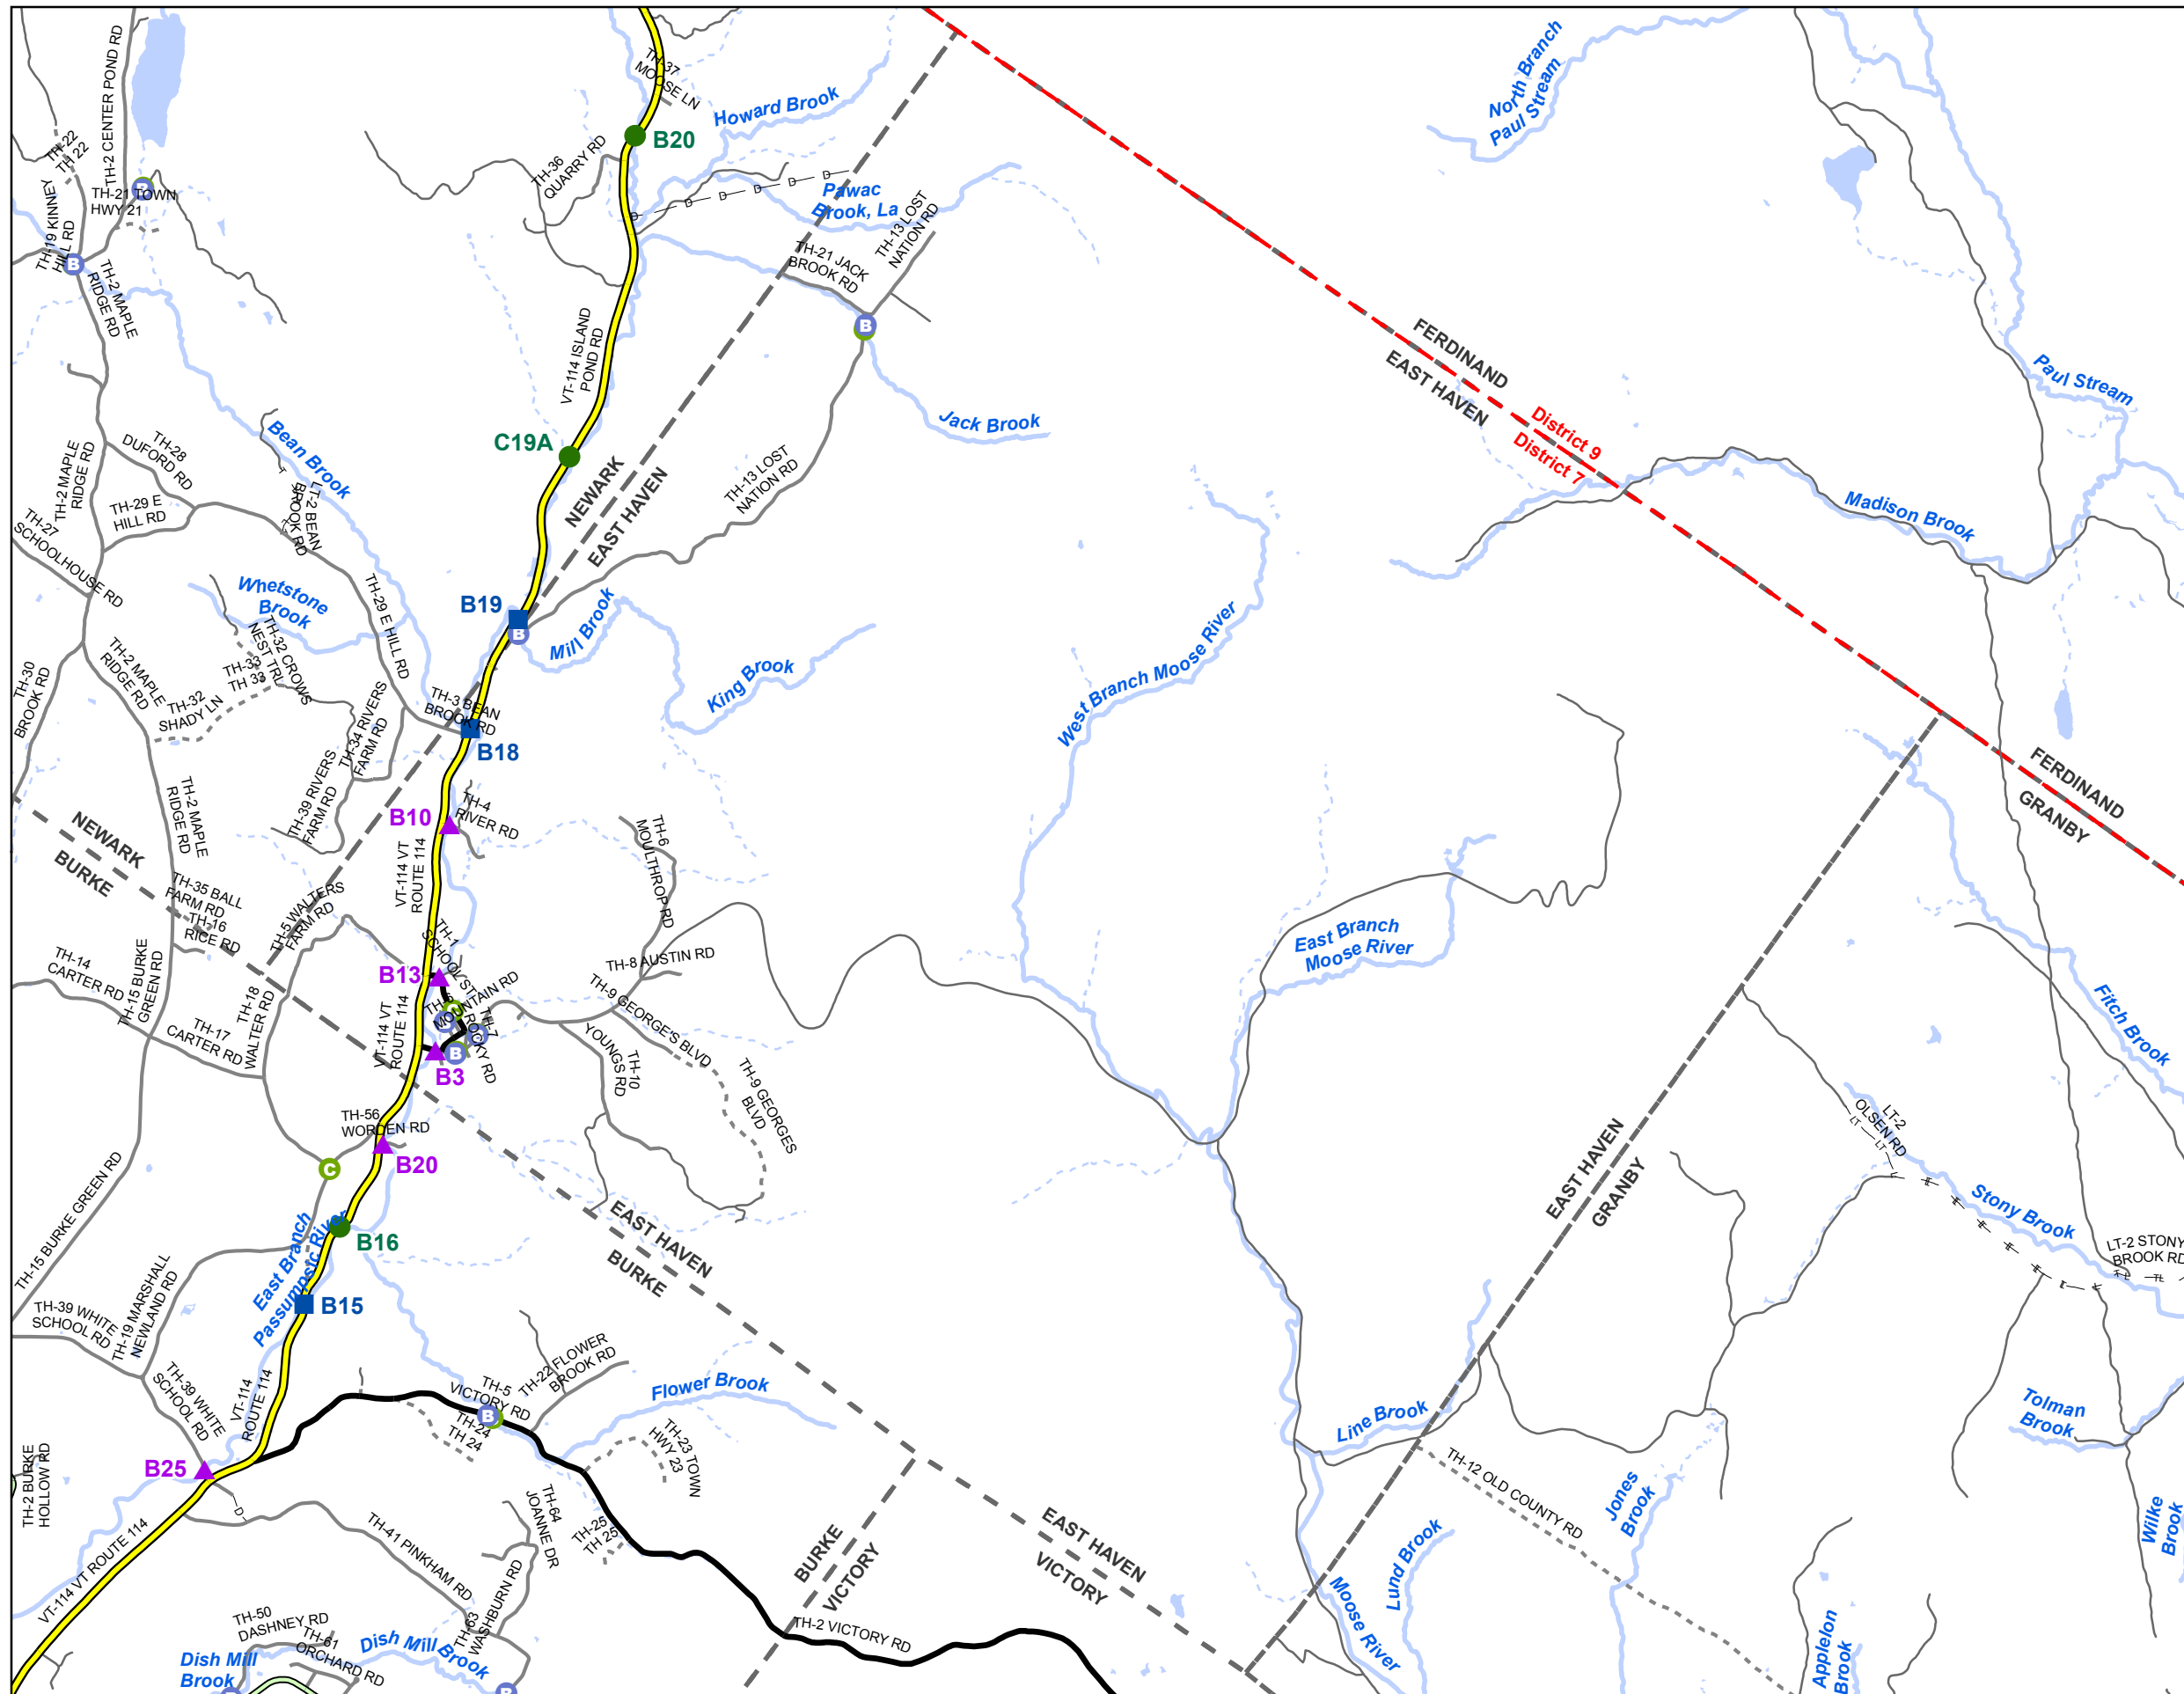 TH-37
MOOSE LN
Howard Brook
North Branch
Paul Stream
TH-2 CENTER POND RD
TH-22
TH 22
B20
TH-36
QUARRY RD
TH-21 TOWN
HWY 21
B
D
D
D
D
D
Pawac
Brook, La
TH-13 LOST
NATION RD
TH-19 KINNEY
HILL RD
B
TH-2 MAPLE
RIDGE RD
TH-21 JACK
BROOK RD
B
VT-114 ISLAND
POND RD
FERDINAND
EAST HAVEN
Paul Stream
Jack Brook
District 9
District 7
C19A
Bean Brook
TH-28
DUFORD RD
TH-2 MAPLE
RIDGE RD
NEWARK
EAST HAVEN
TH-13 LOST
NATION RD
LT-2 BEAN
BROOK RD
TH-29 E
HILL RD
Madison Brook
TH-27
SCHOOLHOUSE RD
Whetstone
Brook
TH-29 E HILL RD
B19
B
Mill Brook
TH-32 CROWS
NEST TRL
TH-33
TH 33
TH-2 MAPLE
RIDGE RD
TH-30
BROOK RD
TH-32
SHADY LN
King Brook
West Branch Moose River
TH-3 BEAN
BROOK RD
B18
TH-34 RIVERS
FARM RD
TH-39 RIVERS
FARM RD
TH-2 MAPLE
RIDGE RD
TH-4
RIVER RD
B10
NEWARK
BURKE
FERDINAND
GRANBY
VT-114 VT
ROUTE 114
TH-6
MOULTHROP RD
TH-35 BALL
FARM RD
TH-16
RICE RD
TH-5 WALTERS
FARM RD
East Branch
Moose River
TH-1
SCHOOL ST
B13
TH-8 AUSTIN RD
TH-14
CARTER RD
TH-15 BURKE
GREEN RD
TH-18
WALTER RD
MOUNTAIN RD
TH-9 GEORGE'S BLVD
Fitch Brook
TH-17
CARTER RD
VT-114 VT
ROUTE 114
TH-7
ROCKY RD
C
B
B3
YOUNGS RD
TH-10
TH-9 GEORGES
BLVD
TH-56
WORDEN RD
B20
C
LT-2
OLSEN RD
LT
LT
EAST HAVEN
GRANBY
TH-15 BURKE GREEN RD
East Branch
Passumpsic River
B16
EAST HAVEN
BURKE
Stony Brook
LT-2 STONY
BROOK RD
B15
TH-19 MARSHALL
NEWLAND RD
TH-39 WHITE
SCHOOL RD
TH-22 FLOWER
BROOK RD
TH-5
VICTORY RD
B
Flower Brook
TH-39 WHITE
SCHOOL RD
VT-114
ROUTE 114
TH-24
TH 24
Line Brook
Tolman
Brook
TH-23 TOWN
HWY 23
TH-2 BURKE
HOLLOW RD
B25
D
TH-12 OLD COUNTY RD
Jones
Brook
Wilke
Brook
TH-64
JOANNE DR
TH-25
TH 25
VT-114 VT ROUTE 114
TH-41 PINKHAM RD
BURKE
VICTORY
EAST HAVEN
VICTORY
Lund Brook
Moose River
TH-50
DASHNEY RD
TH-61
ORCHARD RD
TH-63
WASHBURN RD
TH-2 VICTORY RD
Dish Mill
Brook
Dish Mill Brook
Applelon
Brook
B